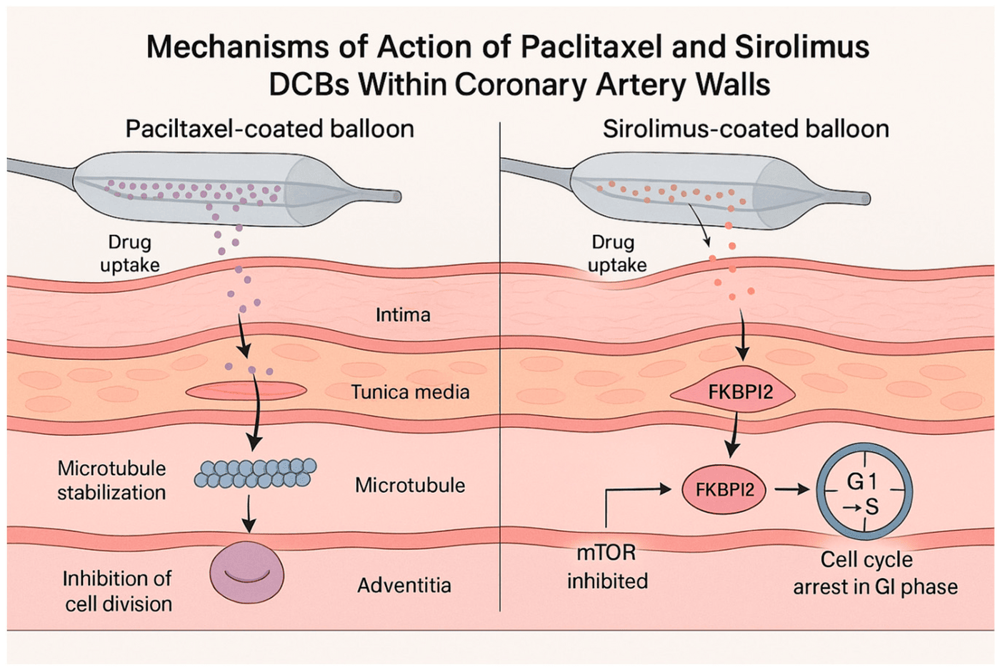 Mechanisms of Action of Paclitaxel and Sirolimus
DCBs Within Coronary Artery Walls
Paciltaxel-coated balloon
Drug
uptake
Intima
Tunica media
Microtubule
stabilization
Microtubule
Inhibition of
cell division
Adventitia
Sirolimus-coated balloon
Drug
uptake
FKBPI2
FKBPI2
G1
→S
mTOR
inhibited
Cell cycle
arrest in GI phase